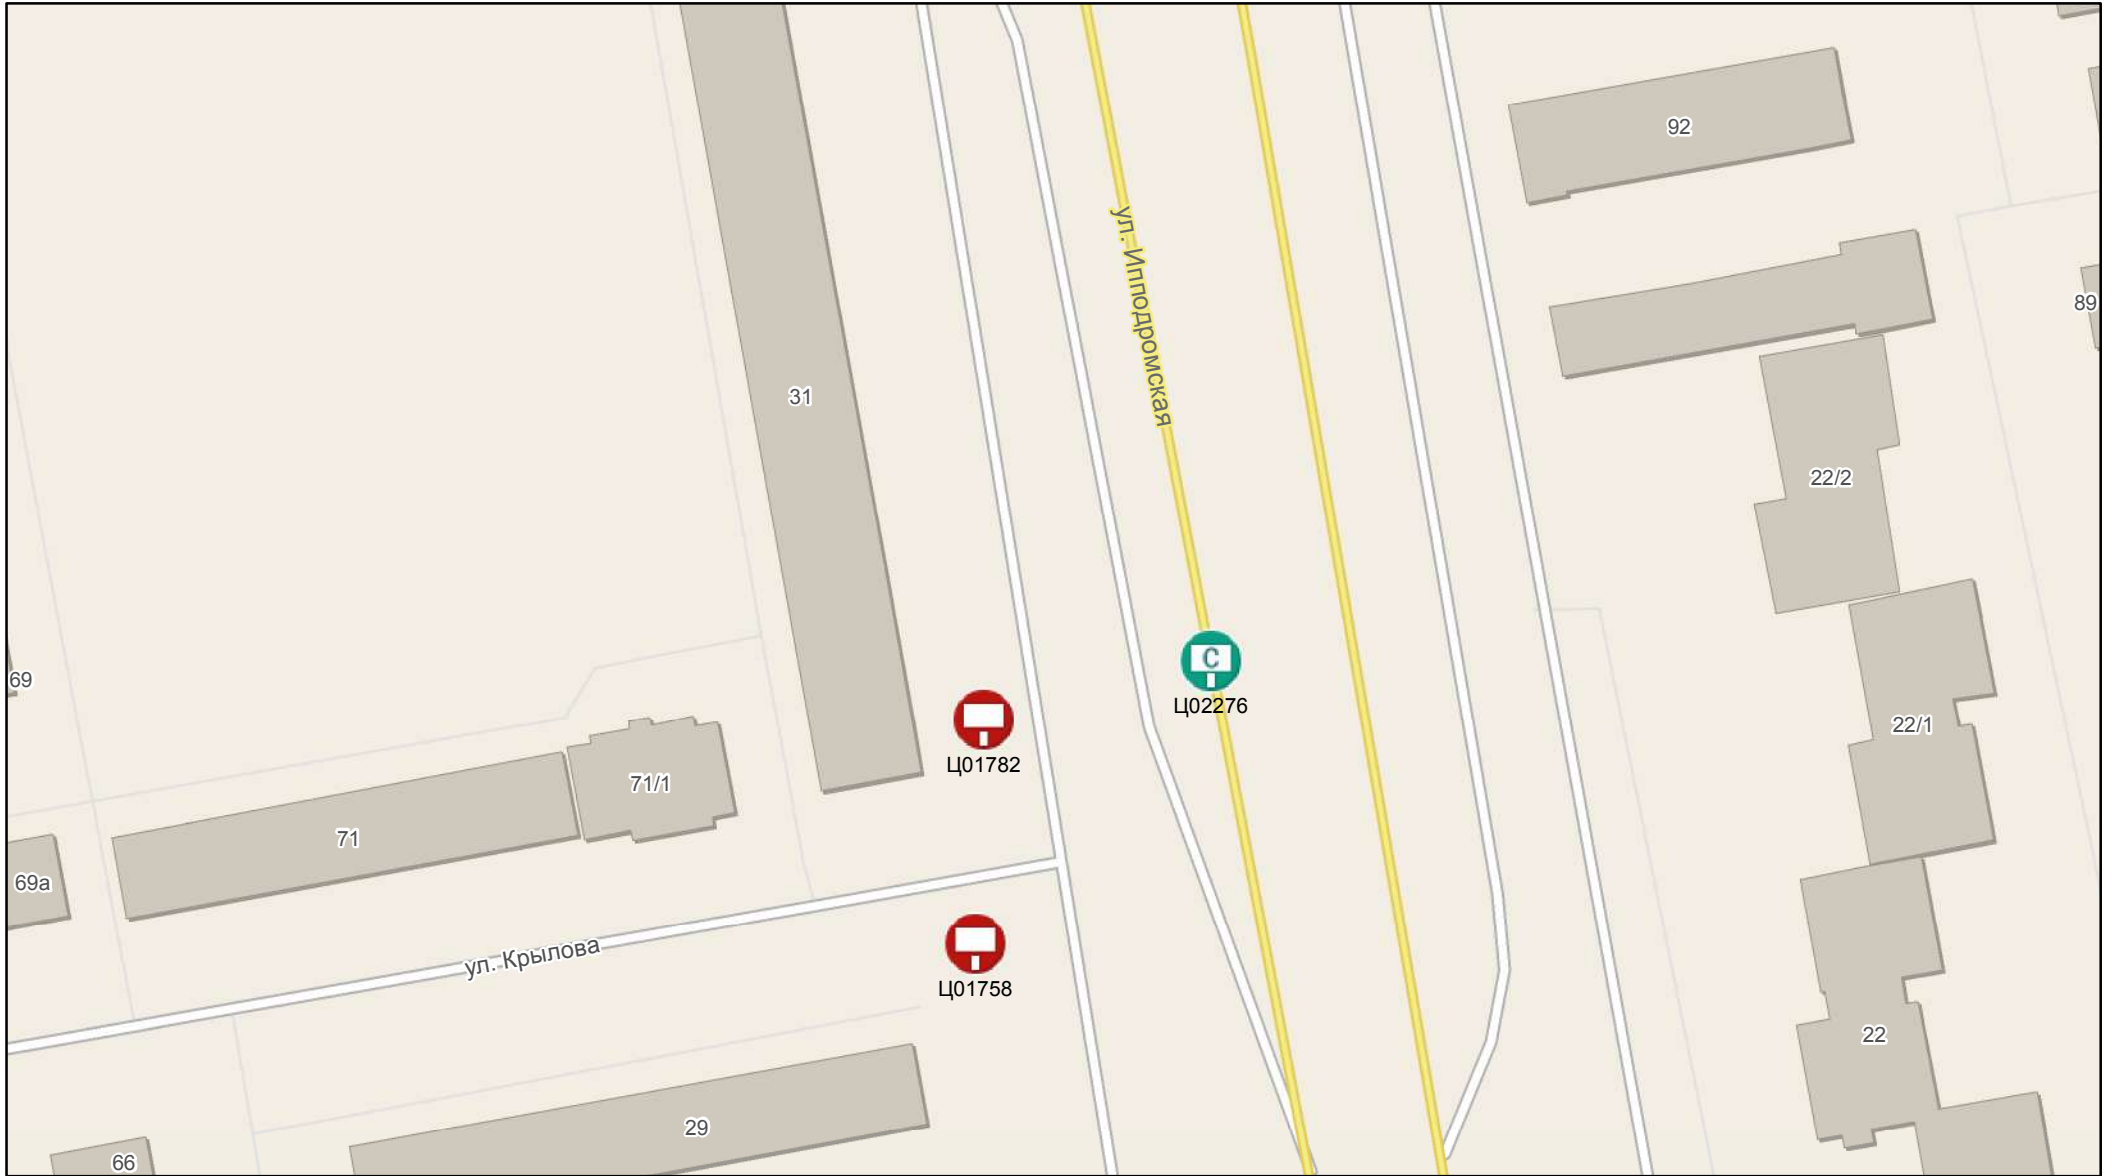 92
ул. Ипподромская
89
31
22/2
С
69
Ц02276
22/1
Ц01782
71/1
71
69а
ул. Крылова
Ц01758
22
29
66